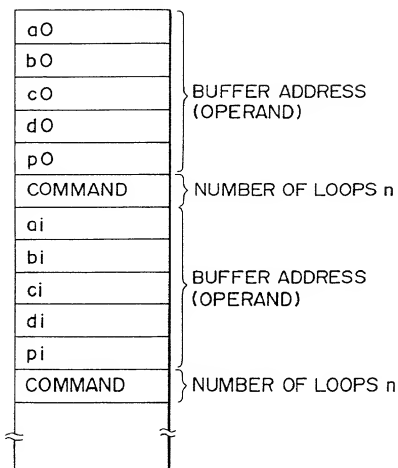 a0
b0
c0
d0
p0
BUFFER ADDRESS
(OPERAND)
COMMAND
NUMBER OF LOOPS n
ai
bi
ci
di
pi
BUFFER ADDRESS
(OPERAND)
COMMAND
NUMBER OF LOOPS n